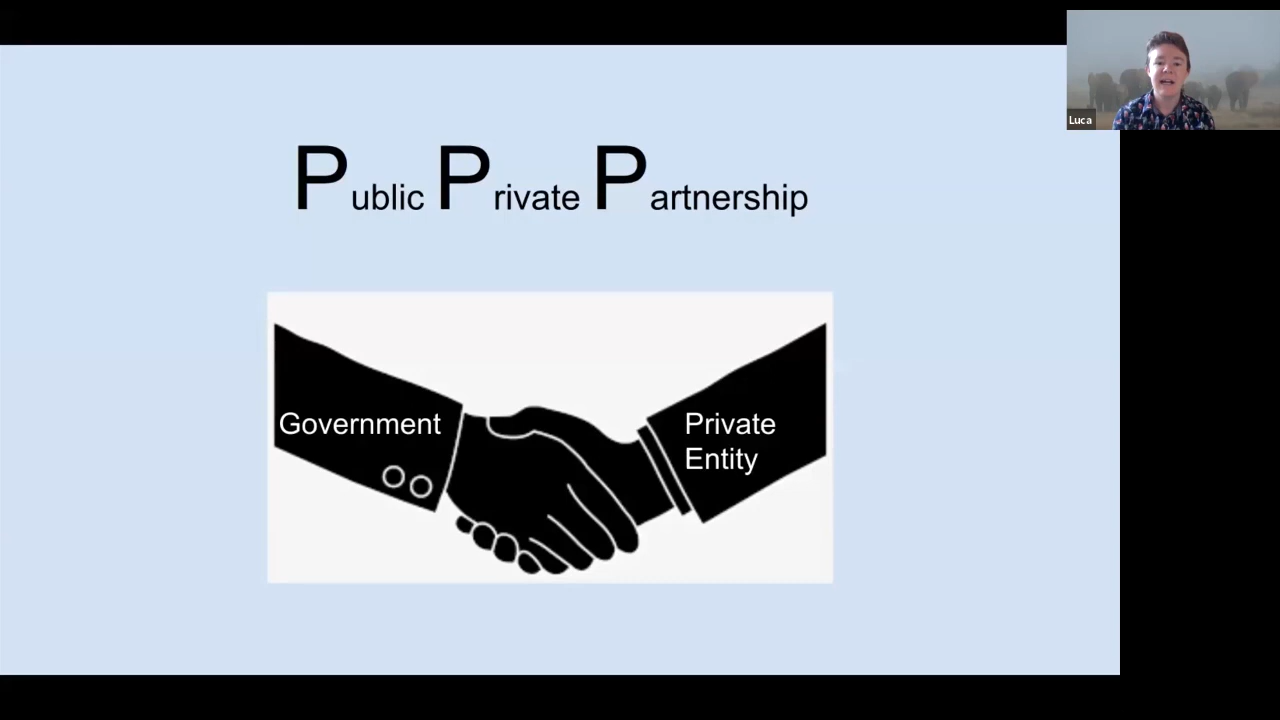 Public Private Partnership
Government
Private
Entity
Luca